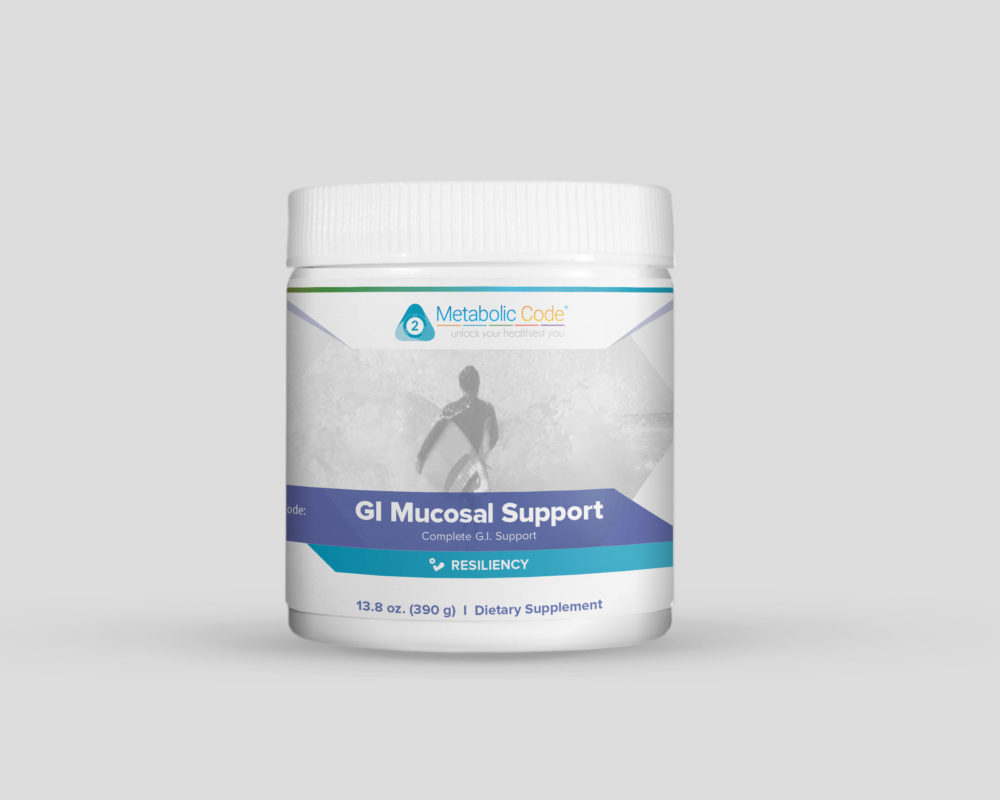 2
Metabolic Code®
unlock your healthiest you
ode:
GI Mucosal Support
Complete G.I. Support
RESILIENCY
13.8 oz. (390 g) | Dietary Supplement